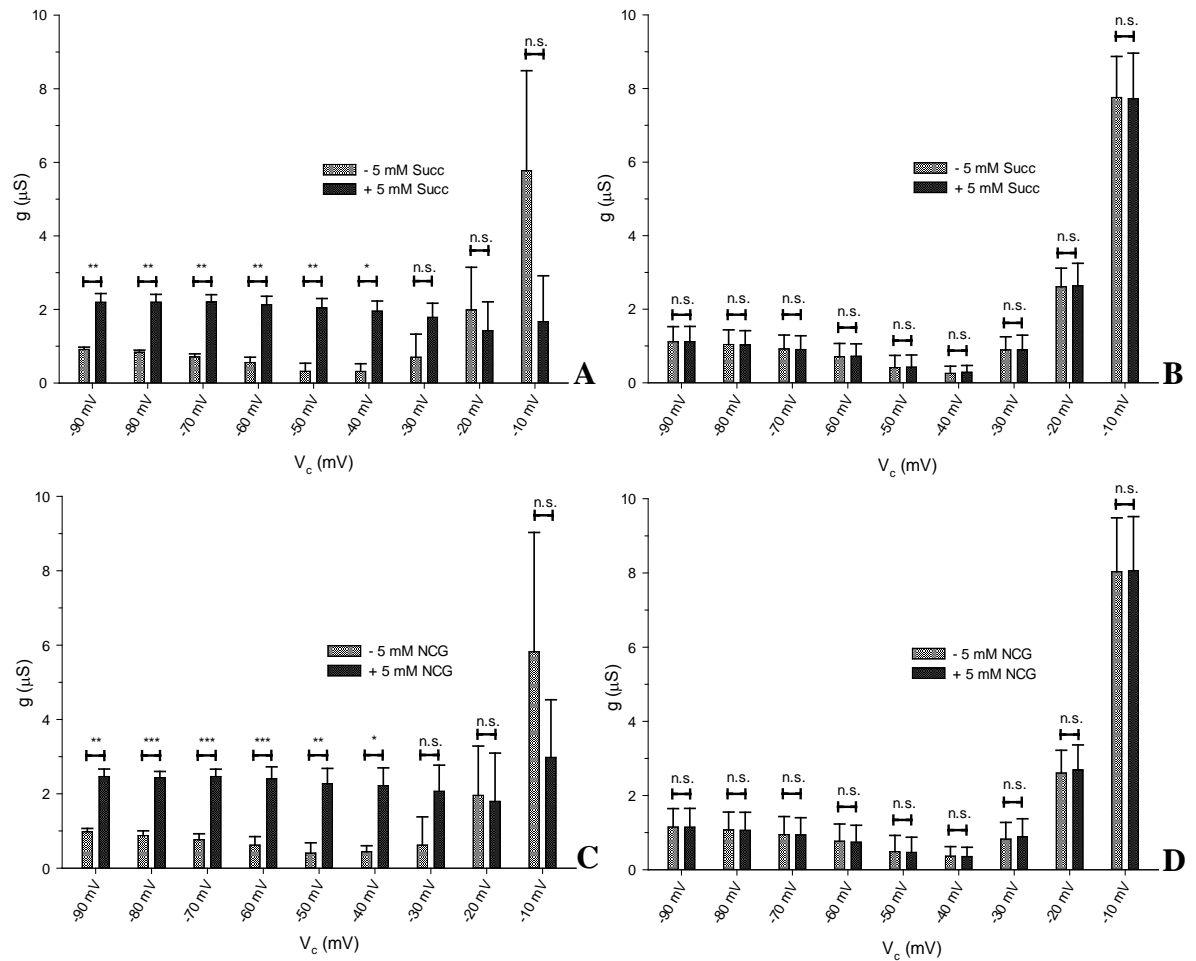 10
8
6
4
2
0
g (µS)
** ** ** ** ** * n.s. n.s. n.s.
- 5 mM Succ
+ 5 mM Succ
-90 mV -80 mV -70 mV -60 mV -50 mV -40 mV -30 mV -20 mV -10 mV
Vc (mV)
A
10
8
6
4
2
0
g (µS)
n.s. n.s. n.s. n.s. n.s. n.s. n.s. n.s. n.s.
- 5 mM Succ
+ 5 mM Succ
-90 mV -80 mV -70 mV -60 mV -50 mV -40 mV -30 mV -20 mV -10 mV
Vc (mV)
B
10
8
6
4
2
0
g (µS)
** *** *** *** ** * n.s. n.s. n.s.
- 5 mM NCG
+ 5 mM NCG
-90 mV -80 mV -70 mV -60 mV -50 mV -40 mV -30 mV -20 mV -10 mV
Vc (mV)
C
10
8
6
4
2
0
g (µS)
n.s. n.s. n.s. n.s. n.s. n.s. n.s. n.s. n.s.
- 5 mM NCG
+ 5 mM NCG
-90 mV -80 mV -70 mV -60 mV -50 mV -40 mV -30 mV -20 mV -10 mV
Vc (mV)
D